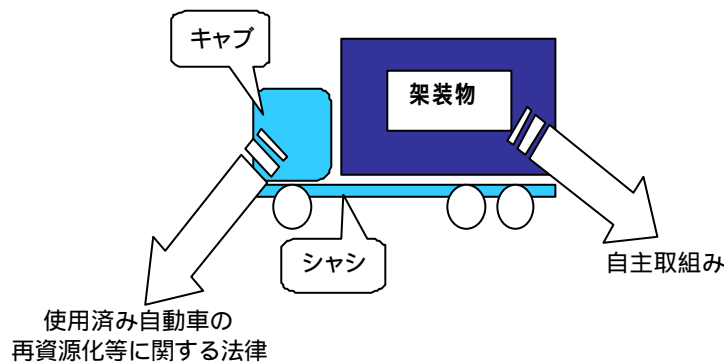 キャブ
架装物
シャシ
自主取組み
使用済み自動車の
再資源化等に関する法律